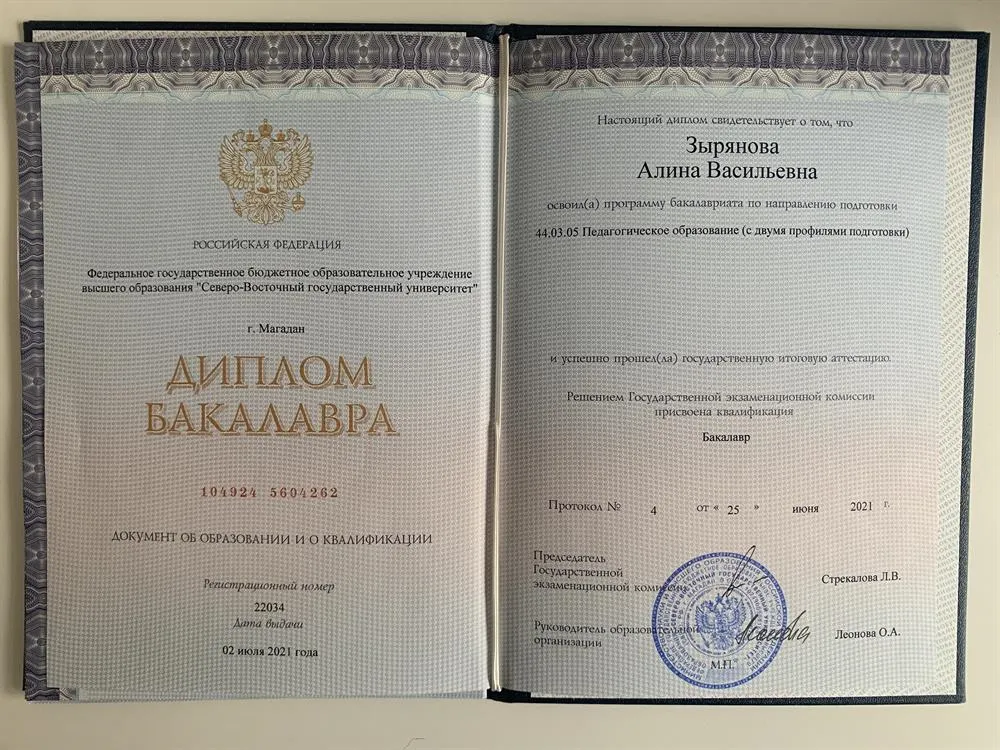 РОССИЙСКАЯ ФЕДЕРАЦИЯ
Федеральное государственное бюджетное образовательное учреждение
высшего образования "Северо-Восточный государственный университет"
г. Магадан
ДИПЛОМ
БАКАЛАВРА
104924 5604262
ДОКУМЕНТ ОБ ОБРАЗОВАНИИ И О КВАЛИФИКАЦИИ
Регистрационный номер
22034
Дата выдачи
02 июля 2021 года
Настоящий диплом свидетельствует о том, что
Зырянова
Алина Васильевна
освоил(а) программу бакалавриата по направлению подготовки
44.03.05 Педагогическое образование (с двумя профилями подготовки)
и успешно прошел(ла) государственную итоговую аттестацию.
Решением Государственной экзаменационной комиссии
присвоена квалификация
Бакалавр
Протокол № 4 от « 25 » июня 2021 г.
Председатель
Государственной
экзаменационной комиссии
Стрекалова Л.В.
Руководитель образовательной
организации
Леонова О.А.
М.П.